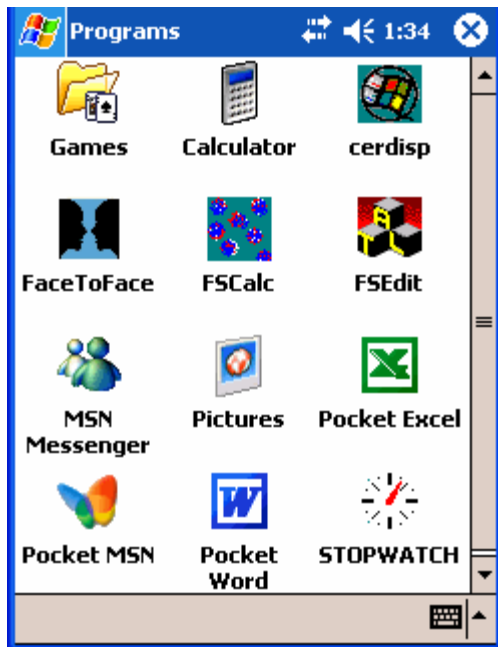 Programs 1:34
Games Calculator cerdisp
FaceToFace FSCalc FSEdit
MSN Messenger Pictures Pocket Excel
Pocket MSN Pocket Word STOPWATCH